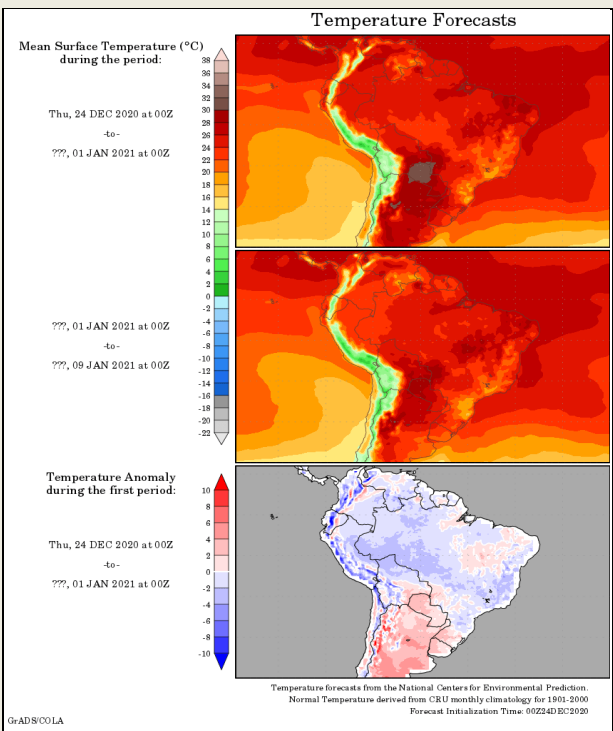 Temperature Forecasts
Mean Surface Temperature (°C)
during the period:
Thu, 24 DEC 2020 at 00Z
-to-
???, 01 JAN 2021 at 00Z
38
36
34
32
30
28
26
24
22
20
18
16
14
12
10
8
6
4
2
0
-2
-4
-6
-8
-10
-12
-14
-16
-18
-20
-22
???, 01 JAN 2021 at 00Z
-to-
???, 09 JAN 2021 at 00Z
Temperature Anomaly
during the first period:
Thu, 24 DEC 2020 at 00Z
-to-
???, 01 JAN 2021 at 00Z
10
8
6
4
2
0
-2
-4
-6
-8
-10
Temperature forecasts from the National Centers for Environmental Prediction.
Normal Temperature derived from CRU monthly climatology for 1901-2000
Forecast Initialization Time: 00Z24DEC2020
GrADS/COLA